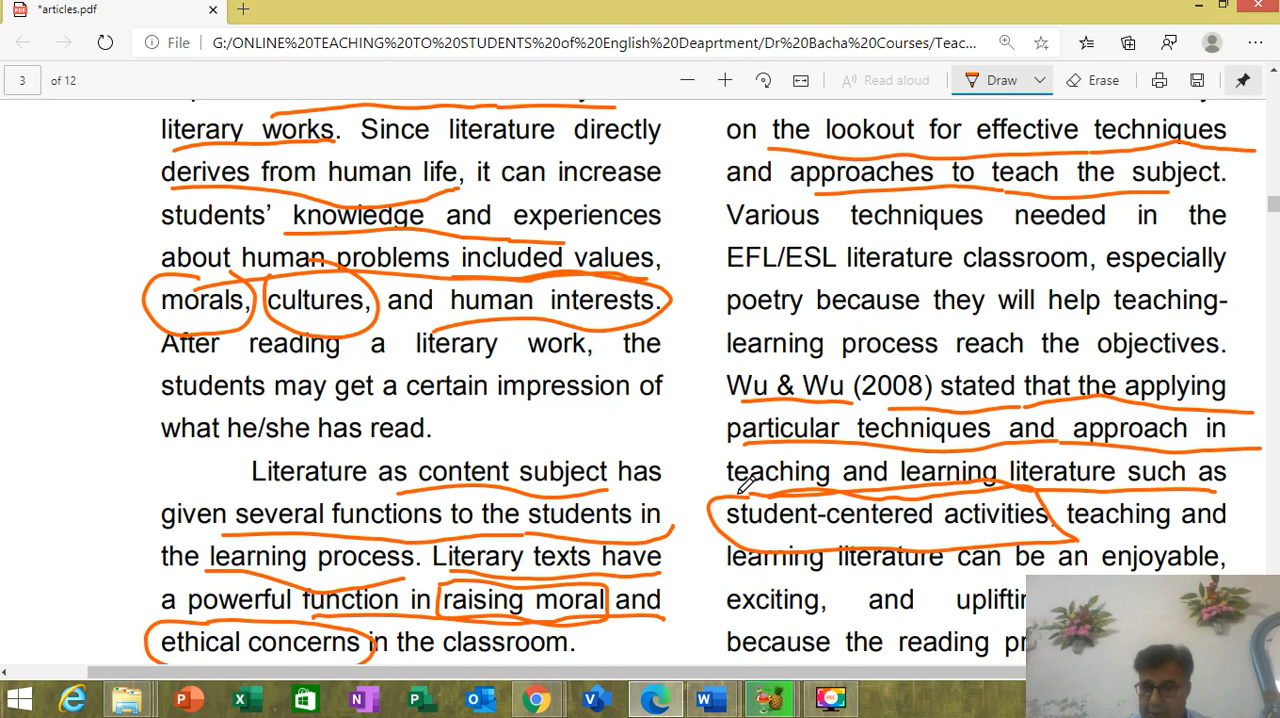 *articles.pdf
File
G:/ONLINE%20TEACHING%20TO%20STUDENTS%20of%20English%20Deaprtment/Dr%20Bacha%20Courses/Teac...
3 of 12
Read aloud
Draw
Erase
literary works. Since literature directly
derives from human life, it can increase
students’ knowledge and experiences
about human problems included values,
morals, cultures, and human interests.
After reading a literary work, the
students may get a certain impression of
what he/she has read.
Literature as content subject has
given several functions to the students in
the learning process. Literary texts have
a powerful function in raising moral and
ethical concerns in the classroom.
on the lookout for effective techniques
and approaches to teach the subject.
Various techniques needed in the
EFL/ESL literature classroom, especially
poetry because they will help teaching-
learning process reach the objectives.
Wu & Wu (2008) stated that the applying
particular techniques and approach in
teaching and learning literature such as
student-centered activities, teaching and
learning literature can be an enjoyable,
exciting, and
because the reading